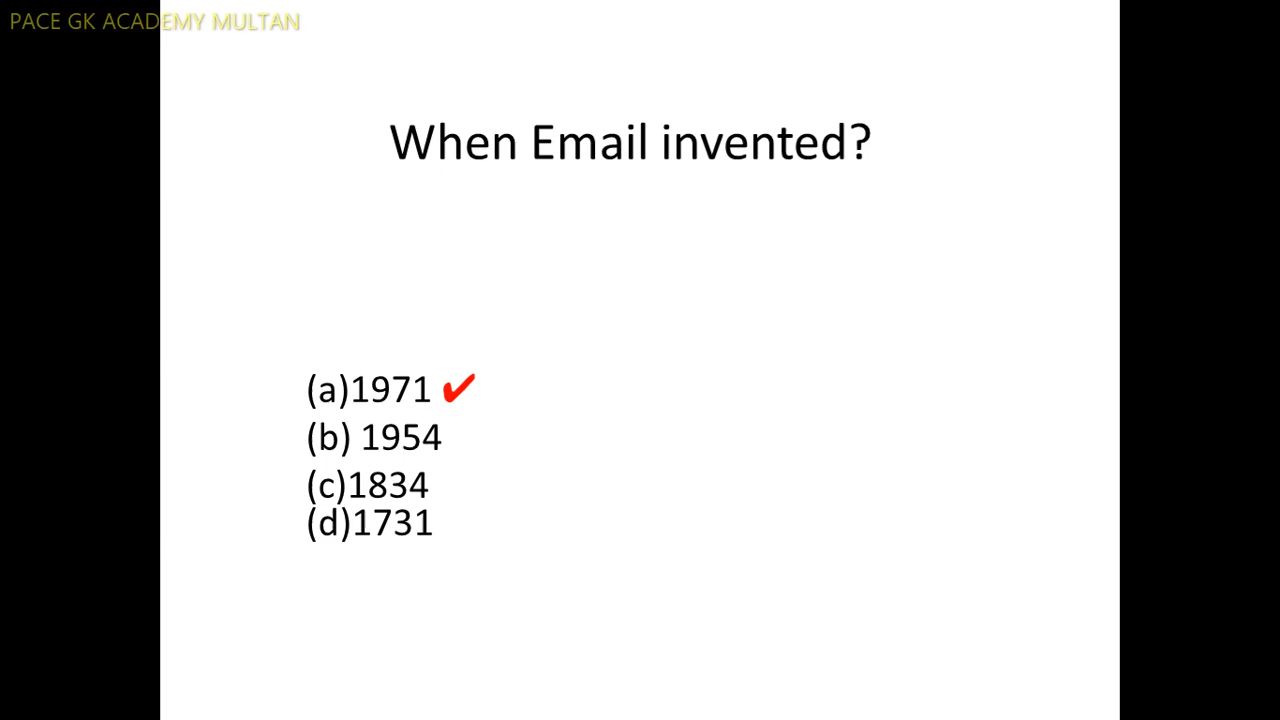 PACE GK ACADEMY MULTAN
When Email invented?
(a)1971 ✔
(b) 1954
(c)1834
(d)1731